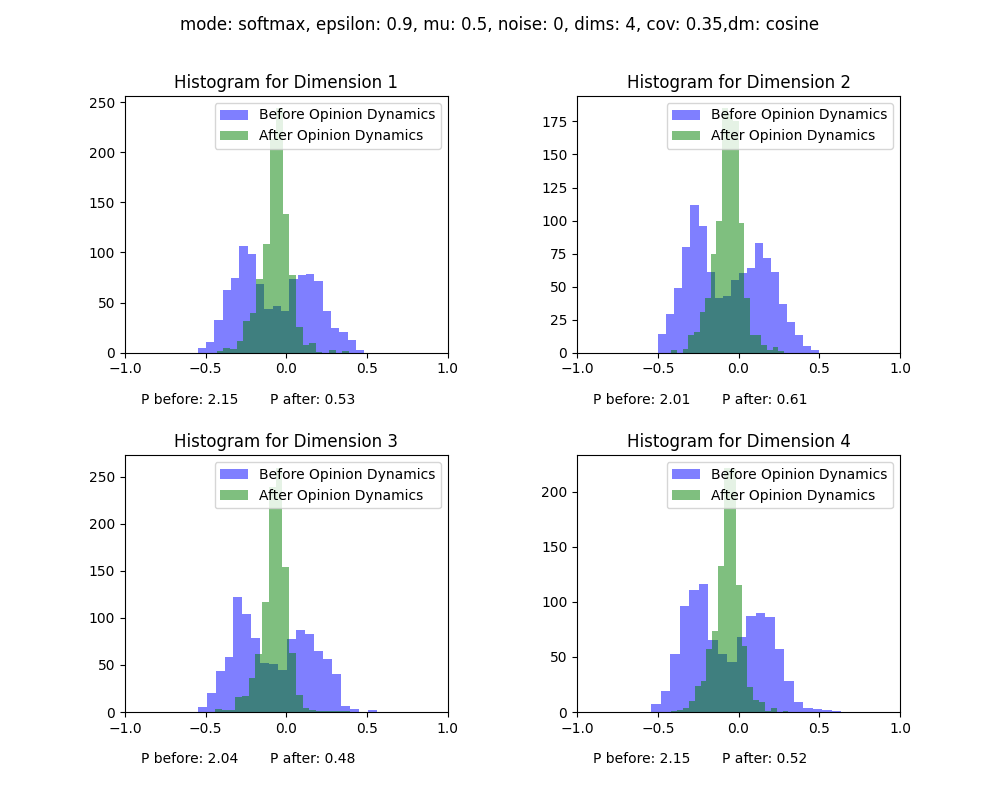 mode: softmax, epsilon: 0.9, mu: 0.5, noise: 0, dims: 4, cov: 0.35,dm: cosine
Histogram for Dimension 1
Before Opinion Dynamics
After Opinion Dynamics
250
200
150
100
50
0
−1.0 −0.5 0.0 0.5 1.0
P before: 2.15 P after: 0.53
Histogram for Dimension 2
Before Opinion Dynamics
After Opinion Dynamics
175
150
125
100
75
50
25
0
−1.0 −0.5 0.0 0.5 1.0
P before: 2.01 P after: 0.61
Histogram for Dimension 3
Before Opinion Dynamics
After Opinion Dynamics
250
200
150
100
50
0
−1.0 −0.5 0.0 0.5 1.0
P before: 2.04 P after: 0.48
Histogram for Dimension 4
Before Opinion Dynamics
After Opinion Dynamics
200
150
100
50
0
−1.0 −0.5 0.0 0.5 1.0
P before: 2.15 P after: 0.52